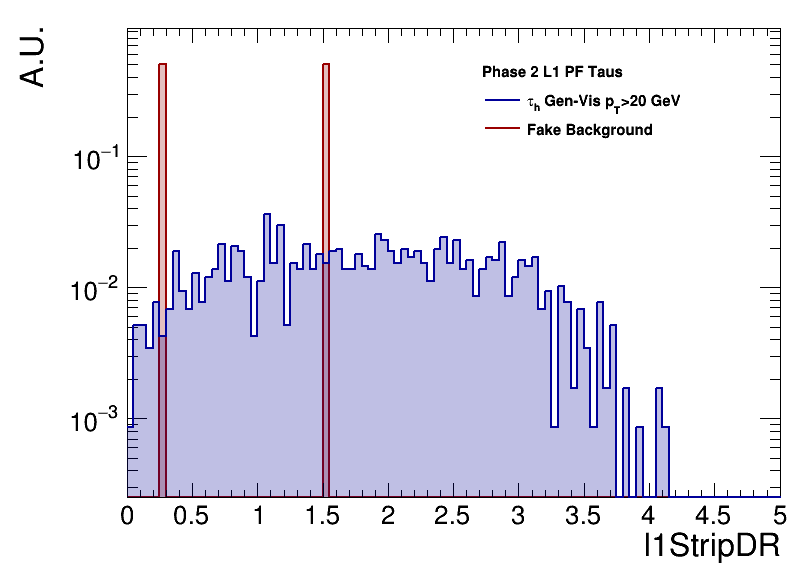 A.U.
Phase 2 L1 PF Taus
τh Gen-Vis pT>20 GeV
Fake Background
10−1
10−2
10−3
0 0.5 1 1.5 2 2.5 3 3.5 4 4.5 5
l1StripDR